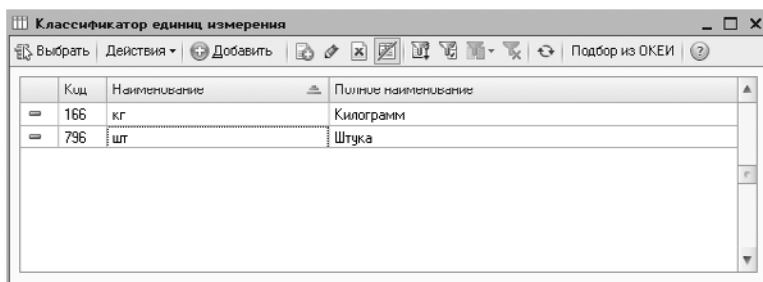 Классификатор единиц измерения
Выбрать Действия Добавить Подбор из ОКЕИ
Код Наименование Полное наименование
166 кг Килограмм
796 шт Штука